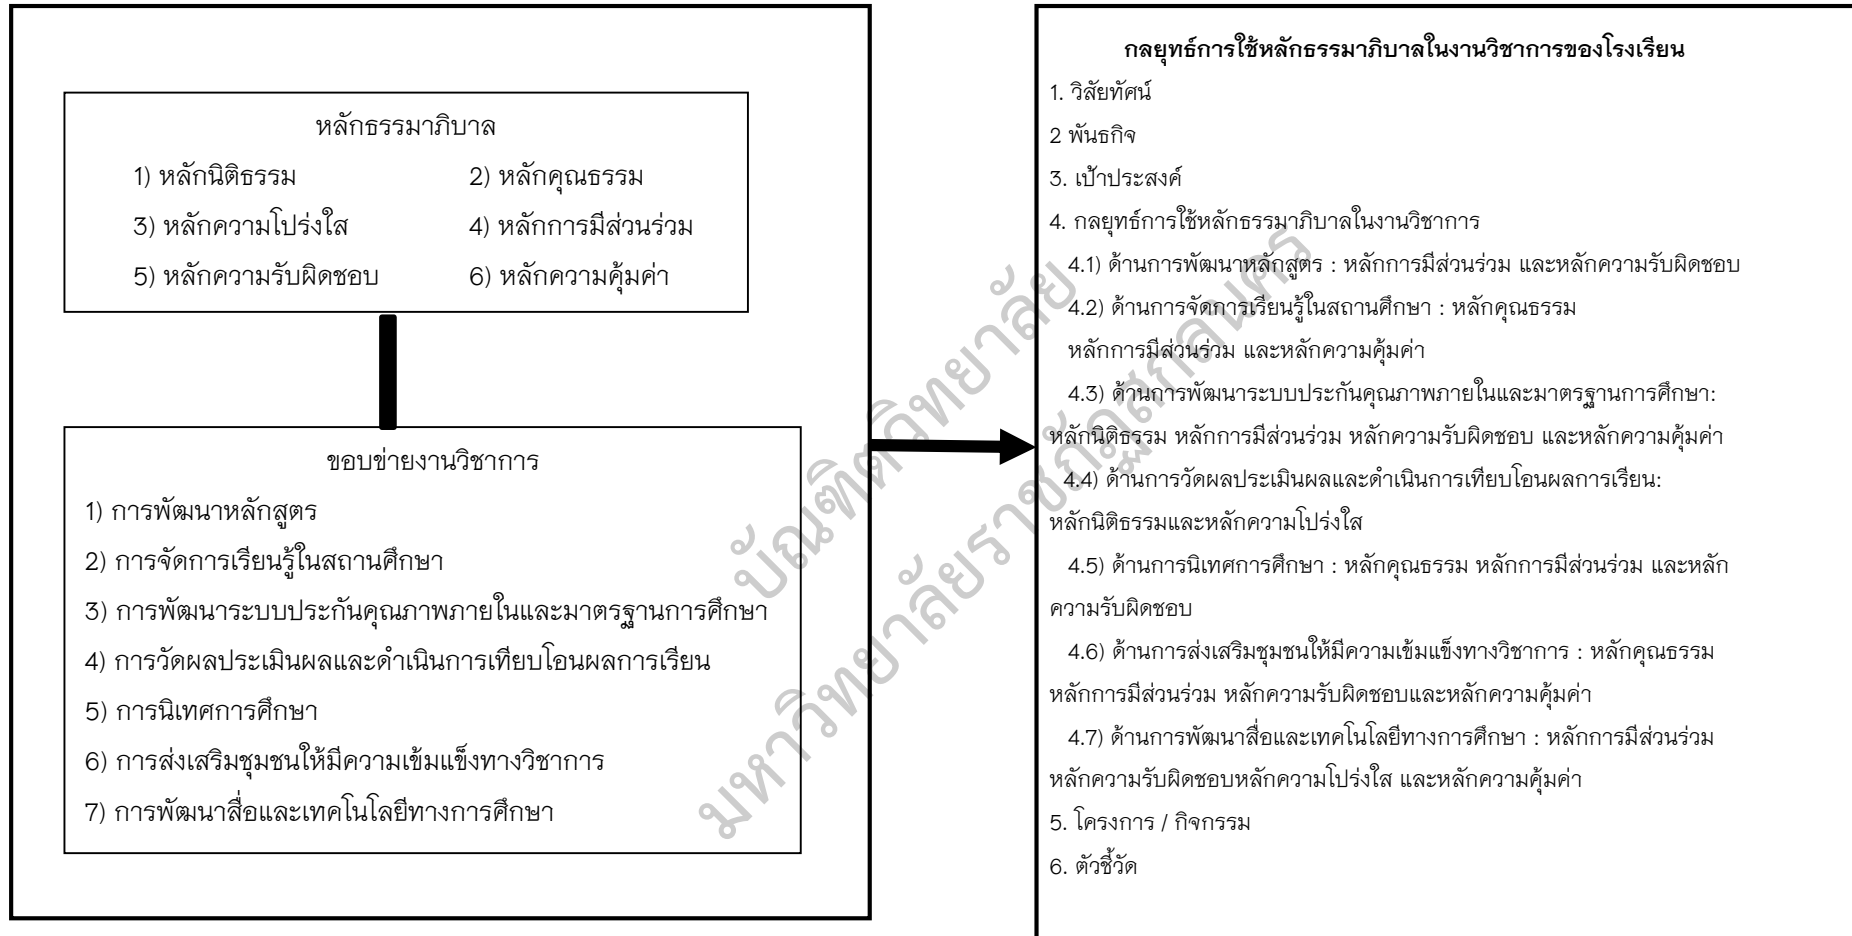 หลักธรรมาภิบาล
1) หลักนิติธรรม 2) หลักคุณธรรม
3) หลักความโปร่งใส 4) หลักการมีส่วนร่วม
5) หลักความรับผิดชอบ 6) หลักความคุ้มค่า
ขอบข่ายงานวิชาการ
1) การพัฒนาหลักสูตร
2) การจัดการเรียนรู้ในสถานศึกษา
3) การพัฒนาระบบประกันคุณภาพภายในและมาตรฐานการศึกษา
4) การวัดผลประเมินผลและดำเนินการเทียบโอนผลการเรียน
5) การนิเทศการศึกษา
6) การส่งเสริมชุมชนให้มีความเข้มแข็งทางวิชาการ
7) การพัฒนาสื่อและเทคโนโลยีทางการศึกษา
กลยุทธ์การใช้หลักธรรมาภิบาลในงานวิชาการของโรงเรียน
1. วิสัยทัศน์
2 พันธกิจ
3. เป้าประสงค์
4. กลยุทธ์การใช้หลักธรรมาภิบาลในงานวิชาการ
4.1) ด้านการพัฒนาหลักสูตร : หลักการมีส่วนร่วม และหลักความรับผิดชอบ
4.2) ด้านการจัดการเรียนรู้ในสถานศึกษา : หลักคุณธรรม
หลักการมีส่วนร่วม และหลักความคุ้มค่า
4.3) ด้านการพัฒนาระบบประกันคุณภาพภายในและมาตรฐานการศึกษา:
หลักนิติธรรม หลักการมีส่วนร่วม หลักความรับผิดชอบ และหลักความคุ้มค่า
4.4) ด้านการวัดผลประเมินผลและดำเนินการเทียบโอนผลการเรียน:
หลักนิติธรรมและหลักความโปร่งใส
4.5) ด้านการนิเทศการศึกษา : หลักคุณธรรม หลักการมีส่วนร่วม และหลัก
ความรับผิดชอบ
4.6) ด้านการส่งเสริมชุมชนให้มีความเข้มแข็งทางวิชาการ : หลักคุณธรรม
หลักการมีส่วนร่วม หลักความรับผิดชอบและหลักความคุ้มค่า
4.7) ด้านการพัฒนาสื่อและเทคโนโลยีทางการศึกษา : หลักการมีส่วนร่วม
หลักความรับผิดชอบหลักความโปร่งใส และหลักความคุ้มค่า
5. โครงการ / กิจกรรม
6. ตัวชี้วัด
บัณฑิตวิทยาลัย
มหาวิทยาลัยราชภัฏสกลนคร